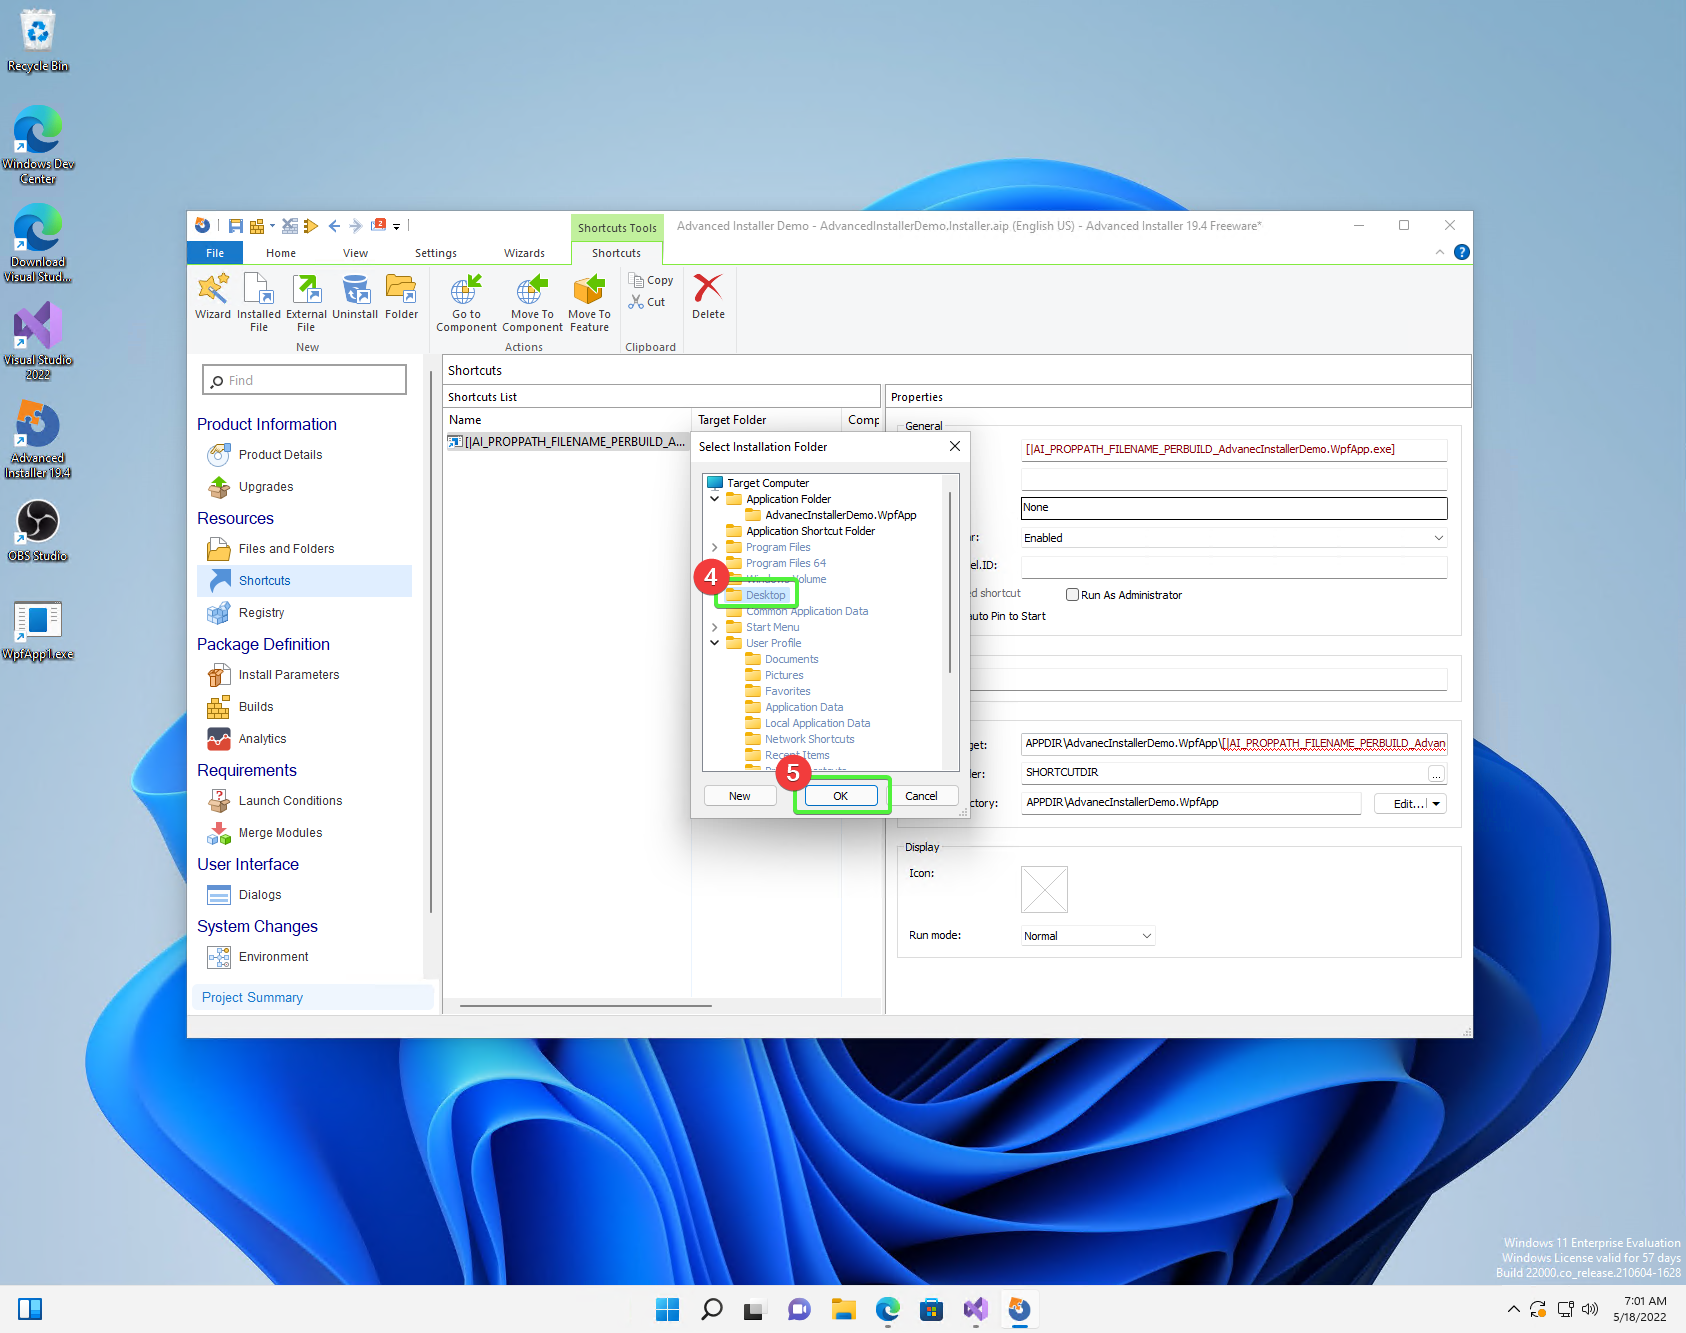 Recycle Bin
Windows Dev
Center
Download
Visual Stud...
Visual Studio
2022
Advanced
Installer 19.4
OBS Studio
WpfApp1.exe
2
Shortcuts Tools
Advanced Installer Demo - AdvancedInstallerDemo.Installer.aip (English US) - Advanced Installer 19.4 Freeware*
File
Home
View
Settings
Wizards
Shortcuts
?
Wizard
Installed
File
External
File
Uninstall
Folder
New
Go to
Component
Move To
Component
Move To
Feature
Actions
Copy
Cut
Clipboard
Delete
Find
Product Information
Product Details
Upgrades
Resources
Files and Folders
Shortcuts
Registry
Package Definition
Install Parameters
Builds
Analytics
Requirements
Launch Conditions
Merge Modules
User Interface
Dialogs
System Changes
Environment
Project Summary
Shortcuts
Shortcuts List
Name
Target Folder
Comp
[|AI_PROPPATH_FILENAME_PERBUILD_A...
Select Installation Folder
Target Computer
Application Folder
AdvanecInstallerDemo.WpfApp
Application Shortcut Folder
Program Files
Program Files 64
Windows Volume
4
Desktop
Common Application Data
Start Menu
User Profile
Documents
Pictures
Favorites
Application Data
Local Application Data
Network Shortcuts
Recent Items
5
New
OK
Cancel
Properties
General
[|AI_PROPPATH_FILENAME_PERBUILD_AdvanecInstallerDemo.WpfApp.exe]
None
ar:
Enabled
el.ID:
ed shortcut
Run As Administrator
auto Pin to Start
get:
APPDIR\AdvanecInstallerDemo.WpfApp\[|AI_PROPPATH_FILENAME_PERBUILD_Advan
der:
SHORTCUTDIR
...
ctory:
APPDIR\AdvanecInstallerDemo.WpfApp
Edit...
Display
Icon:
Run mode:
Normal
Windows 11 Enterprise Evaluation
Windows License valid for 57 days
Build 22000.co_release.210604-1628
7:01 AM
5/18/2022